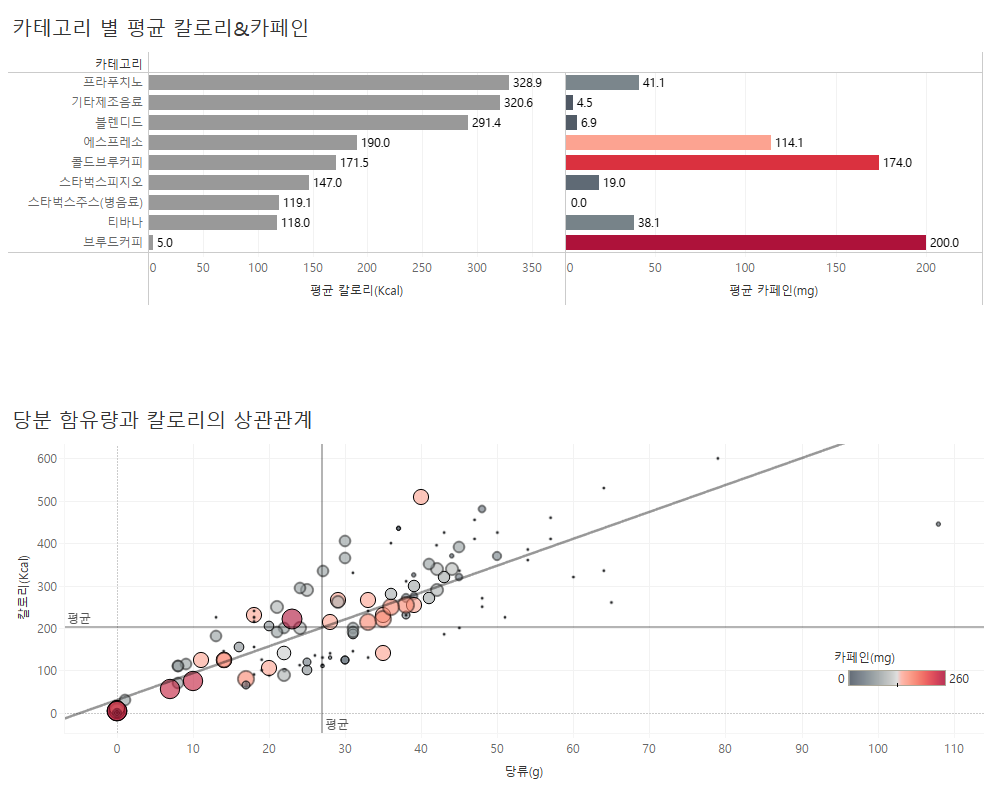 카테고리 별 평균 칼로리&카페인
카테고리
프라푸치노 328.9 41.1
기타제조음료 320.6 4.5
블렌디드 291.4 6.9
에스프레소 190.0 114.1
콜드브루커피 171.5 174.0
스타벅스피지오 147.0 19.0
스타벅스주스(병음료) 119.1 0.0
티바나 118.0 38.1
브루드커피 5.0 200.0
0 50 100 150 200 250 300 350 0 50 100 150 200
평균 칼로리(Kcal) 평균 카페인(mg)
당분 함유량과 칼로리의 상관관계
600
500
400
300
200
100
0
칼로리(Kcal)
평균
평균
카페인(mg)
0 260
0 10 20 30 40 50 60 70 80 90 100 110
당류(g)